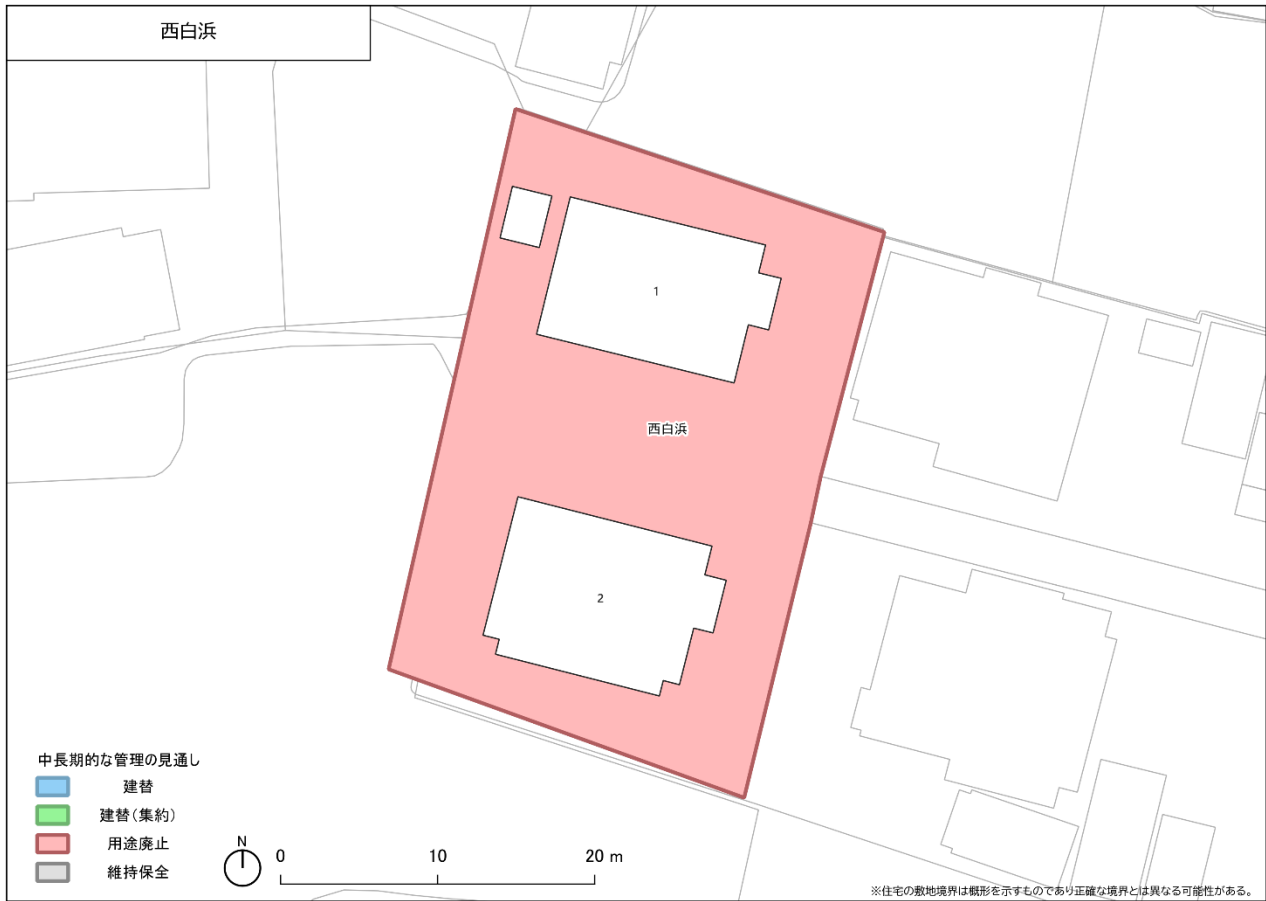 西白浜
1
西白浜
2
中長期的な管理の見通し
建替
建替(集約)
用途廃止
維持保全
N
0 10 20 m
※住宅の敷地境界は概形を示すものであり正確な境界とは異なる可能性がある。